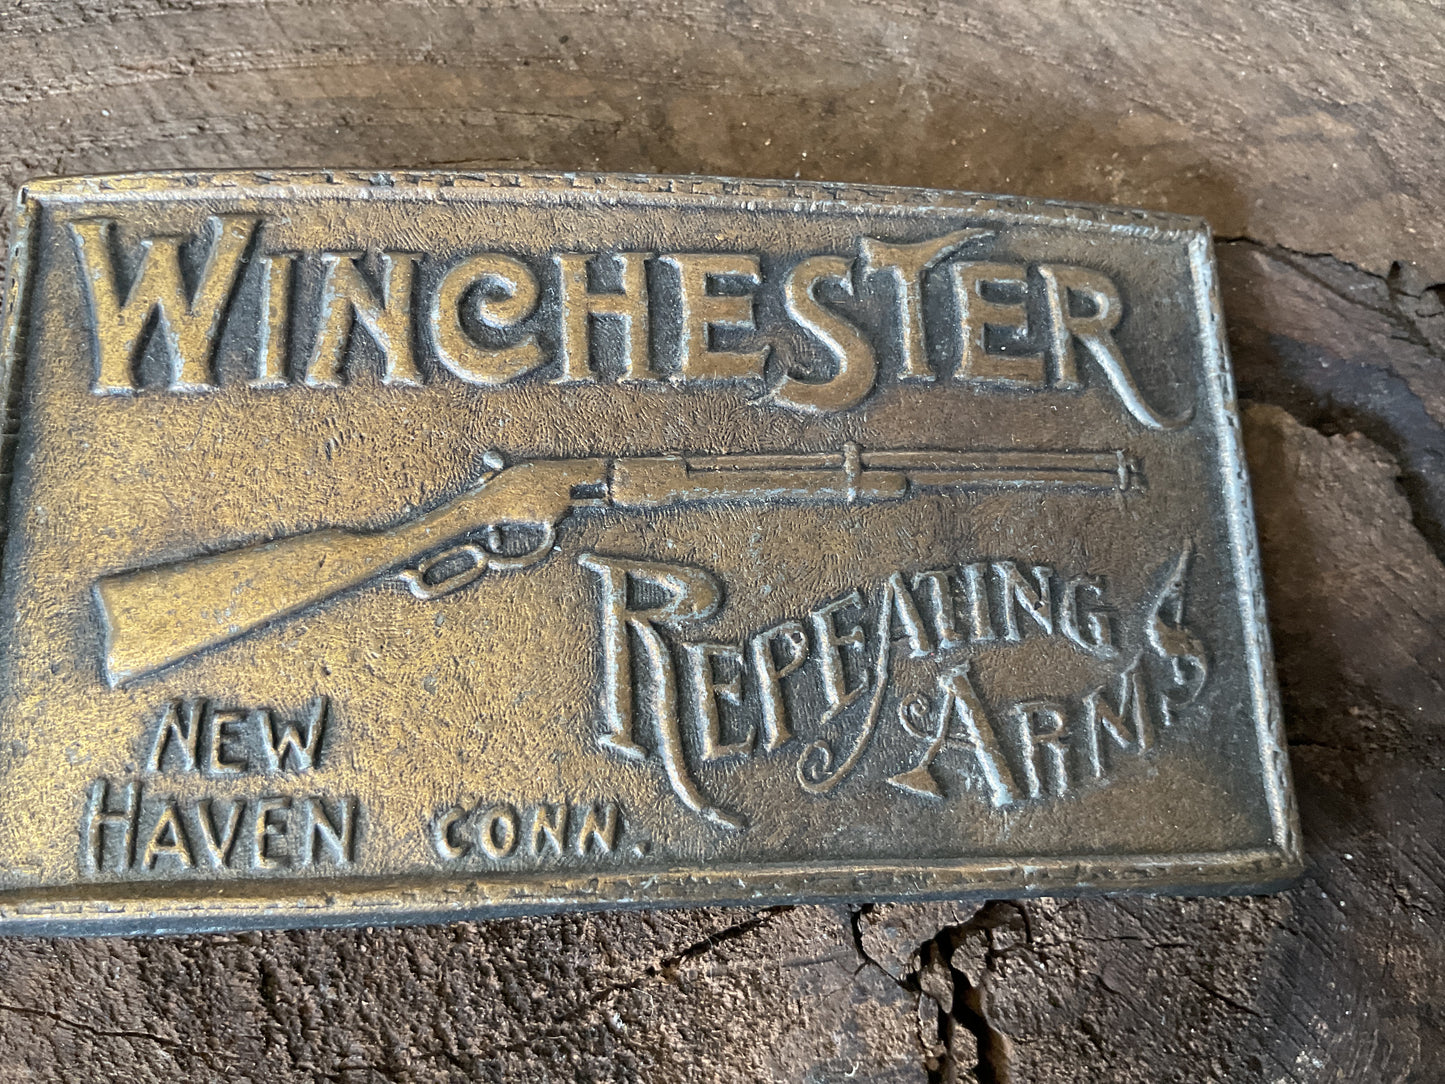 WINCHESTER
REPEATING
ARMS
NEW
HAVEN CONN.